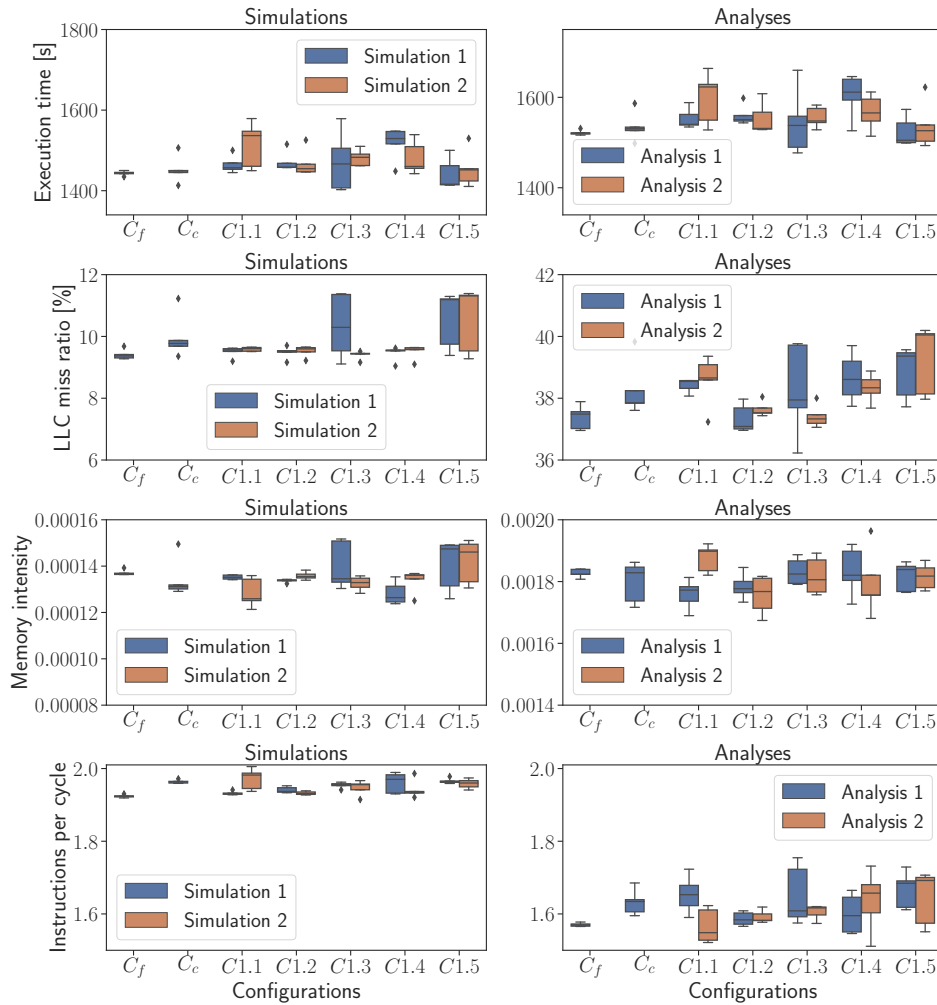 Simulations
Analyses
Execution time [s]
1800
1600
1400
Simulation 1
Simulation 2
C_f C_c C1.1 C1.2 C1.3 C1.4 C1.5
1600
1400
Analysis 1
Analysis 2
C_f C_c C1.1 C1.2 C1.3 C1.4 C1.5
Simulations
Analyses
LLC miss ratio [%]
12
10
8
6
Simulation 1
Simulation 2
C_f C_c C1.1 C1.2 C1.3 C1.4 C1.5
42
40
38
36
Analysis 1
Analysis 2
C_f C_c C1.1 C1.2 C1.3 C1.4 C1.5
Simulations
Analyses
Memory intensity
0.00016
0.00014
0.00012
0.00010
0.00008
Simulation 1
Simulation 2
C_f C_c C1.1 C1.2 C1.3 C1.4 C1.5
0.0020
0.0018
0.0016
0.0014
Analysis 1
Analysis 2
C_f C_c C1.1 C1.2 C1.3 C1.4 C1.5
Simulations
Analyses
Instructions per cycle
2.0
1.8
1.6
Simulation 1
Simulation 2
C_f C_c C1.1 C1.2 C1.3 C1.4 C1.5
Configurations
2.0
1.8
1.6
Analysis 1
Analysis 2
C_f C_c C1.1 C1.2 C1.3 C1.4 C1.5
Configurations